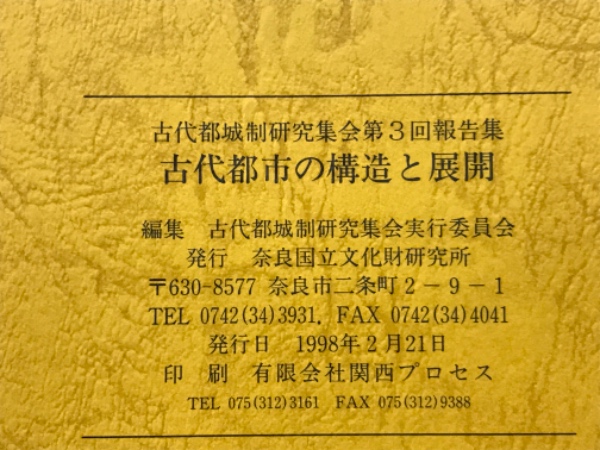 古代都城制研究集会第3回報告集
古代都市の構造と展開
編集 古代都城制研究集会実行委員会
発行 奈良国立文化財研究所
〒630-8577 奈良市二条町2-9-1
TEL 0742(34)3931, FAX 0742(34)4041
発行日 1998年2月21日
印刷 有限会社関西プロセス
TEL 075(312)3161 FAX 075(312)9388